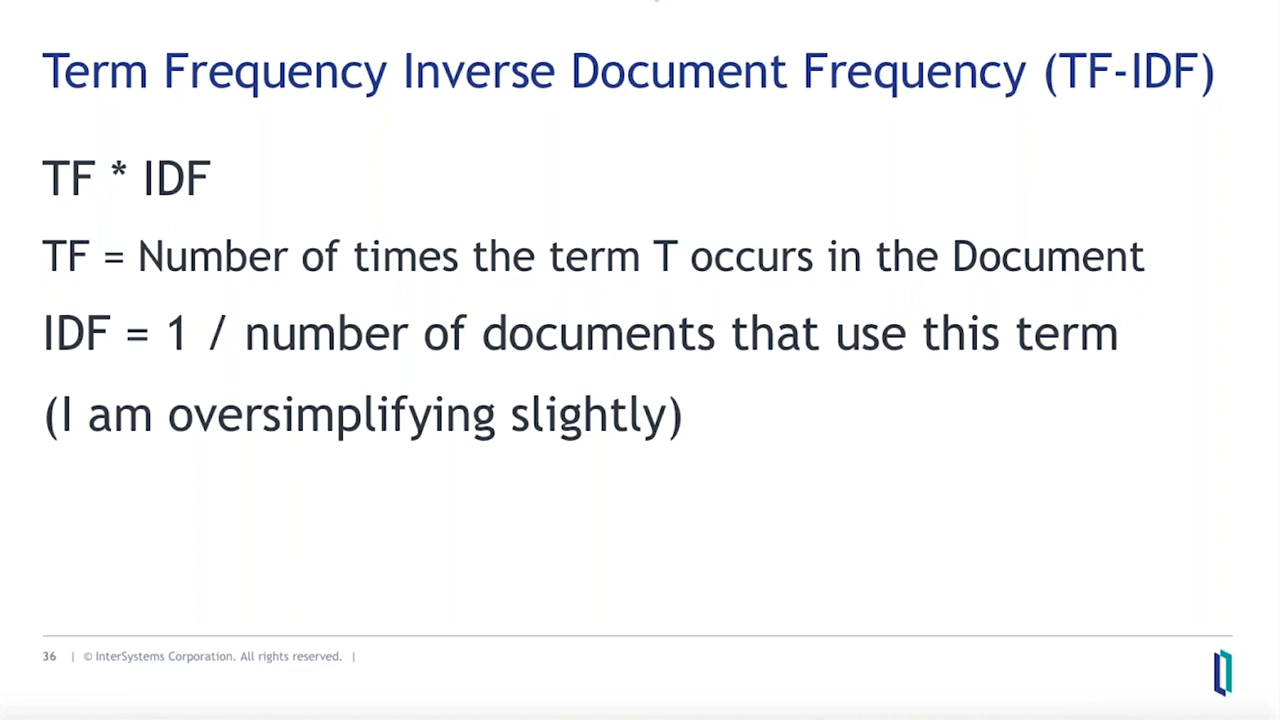 Term Frequency Inverse Document Frequency (TF-IDF)
TF * IDF
TF = Number of times the term T occurs in the Document
IDF = 1 / number of documents that use this term
(I am oversimplifying slightly)
36 | © InterSystems Corporation. All rights reserved. |